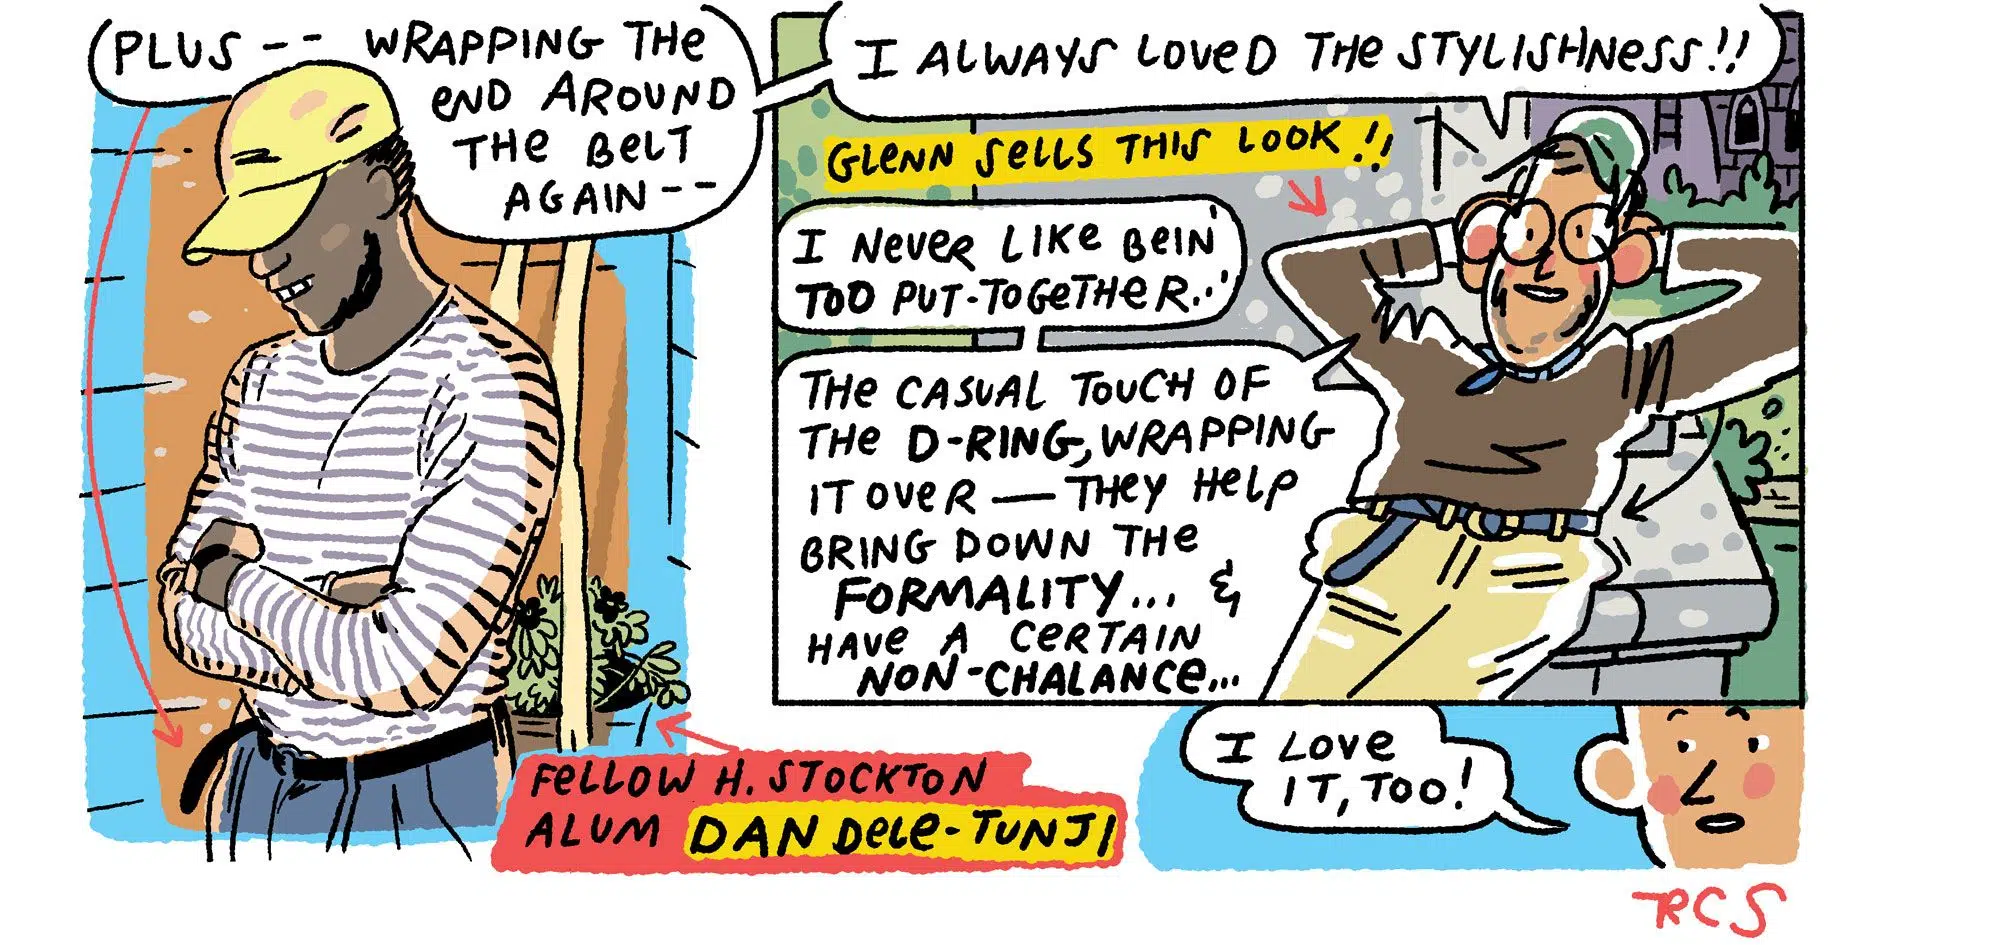 PLUS -- WRAPPING THE
END AROUND
THE BELT
AGAIN --
I ALWAYS LOVED THE STYLISHNESS!!
GLENN SELLS THIS LOOK!!
I NEVER LIKE BEIN'
TOO PUT-TOGETHER..
THE CASUAL TOUCH OF
THE D-RING, WRAPPING
IT OVER — THEY HELP
BRING DOWN THE
FORMALITY... &
HAVE A CERTAIN
NON-CHALANCE...
FELLOW H. STOCKTON
ALUM DAN DELE-TUNJI
I LOVE
IT, TOO!
RCS